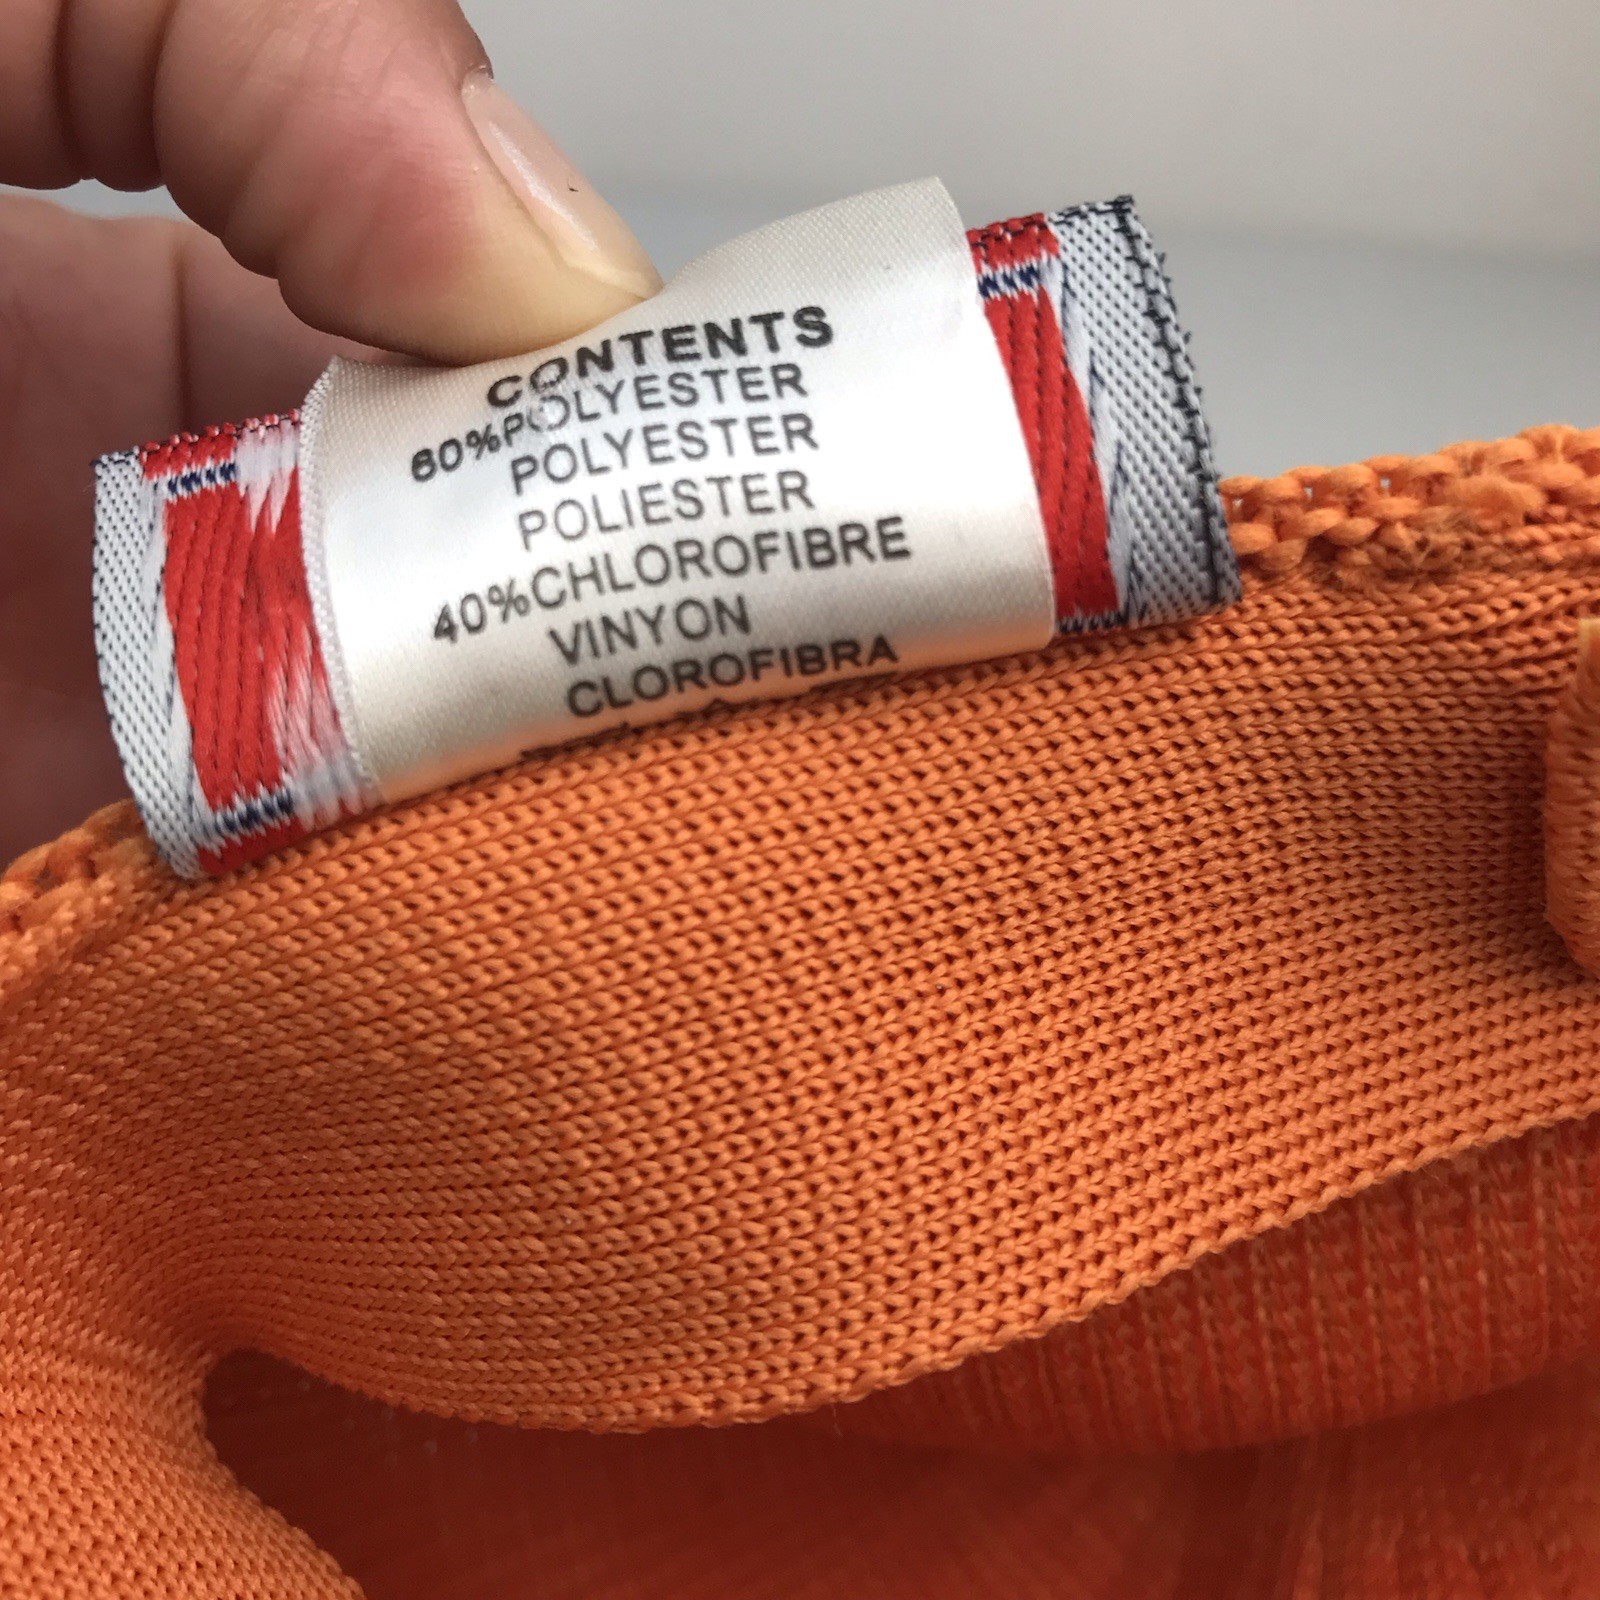 CONTENTS
60%POLYESTER
POLYESTER
POLIESTER
40%CHLOROFIBRE
VINYON
CLOROFIBRA